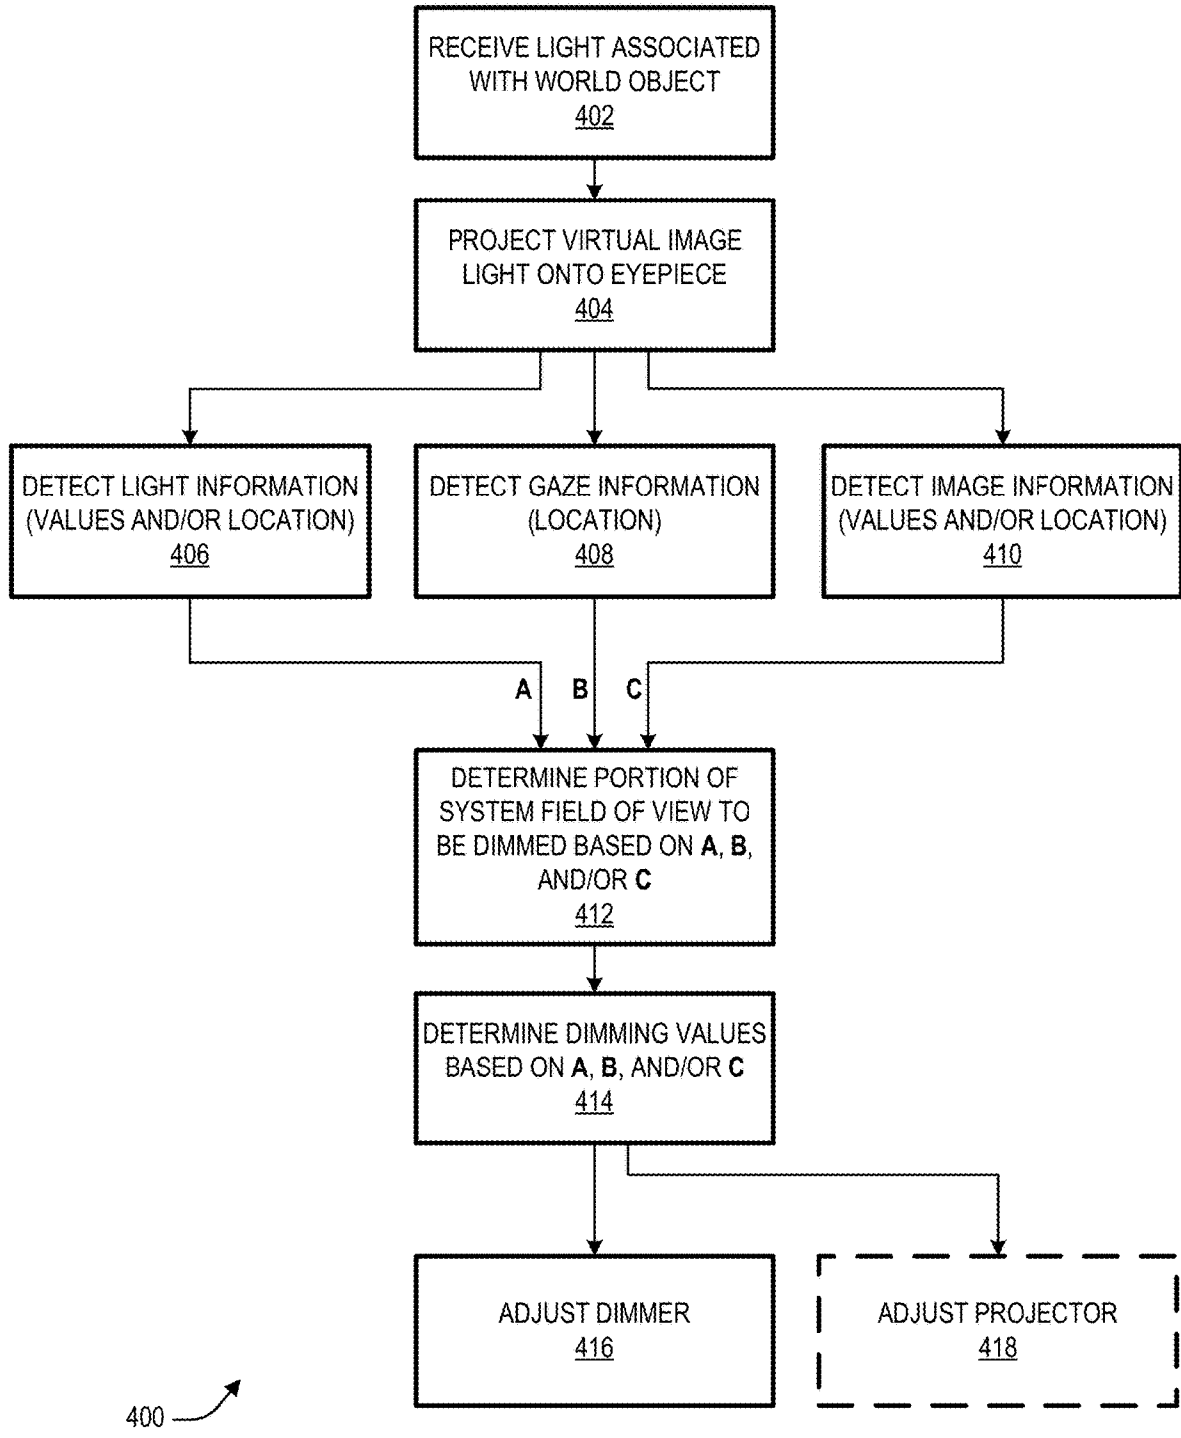 RECEIVE LIGHT ASSOCIATED
WITH WORLD OBJECT
402
PROJECT VIRTUAL IMAGE
LIGHT ONTO EYEPIECE
404
DETECT LIGHT INFORMATION
(VALUES AND/OR LOCATION)
406
DETECT GAZE INFORMATION
(LOCATION)
408
DETECT IMAGE INFORMATION
(VALUES AND/OR LOCATION)
410
A
B
C
DETERMINE PORTION OF
SYSTEM FIELD OF VIEW TO
BE DIMMED BASED ON A, B,
AND/OR C
412
DETERMINE DIMMING VALUES
BASED ON A, B, AND/OR C
414
ADJUST DIMMER
416
ADJUST PROJECTOR
418
400